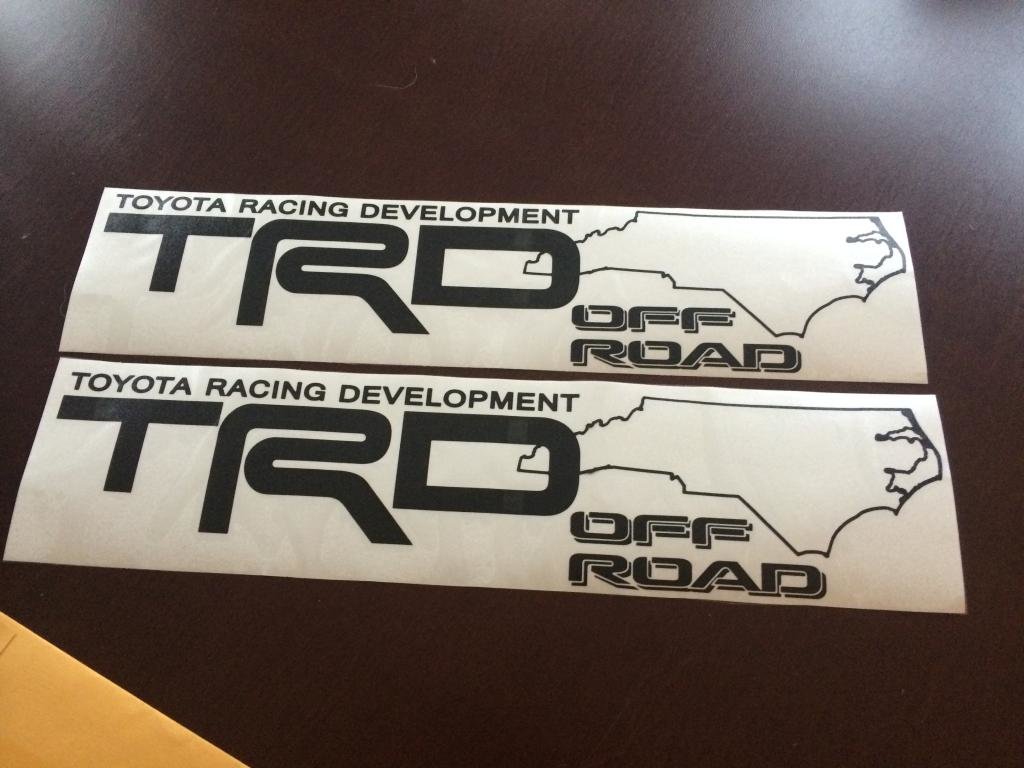 TOYOTA RACING DEVELOPMENT
TRD
OFF
ROAD
TOYOTA RACING DEVELOPMENT
TRD
OFF
ROAD